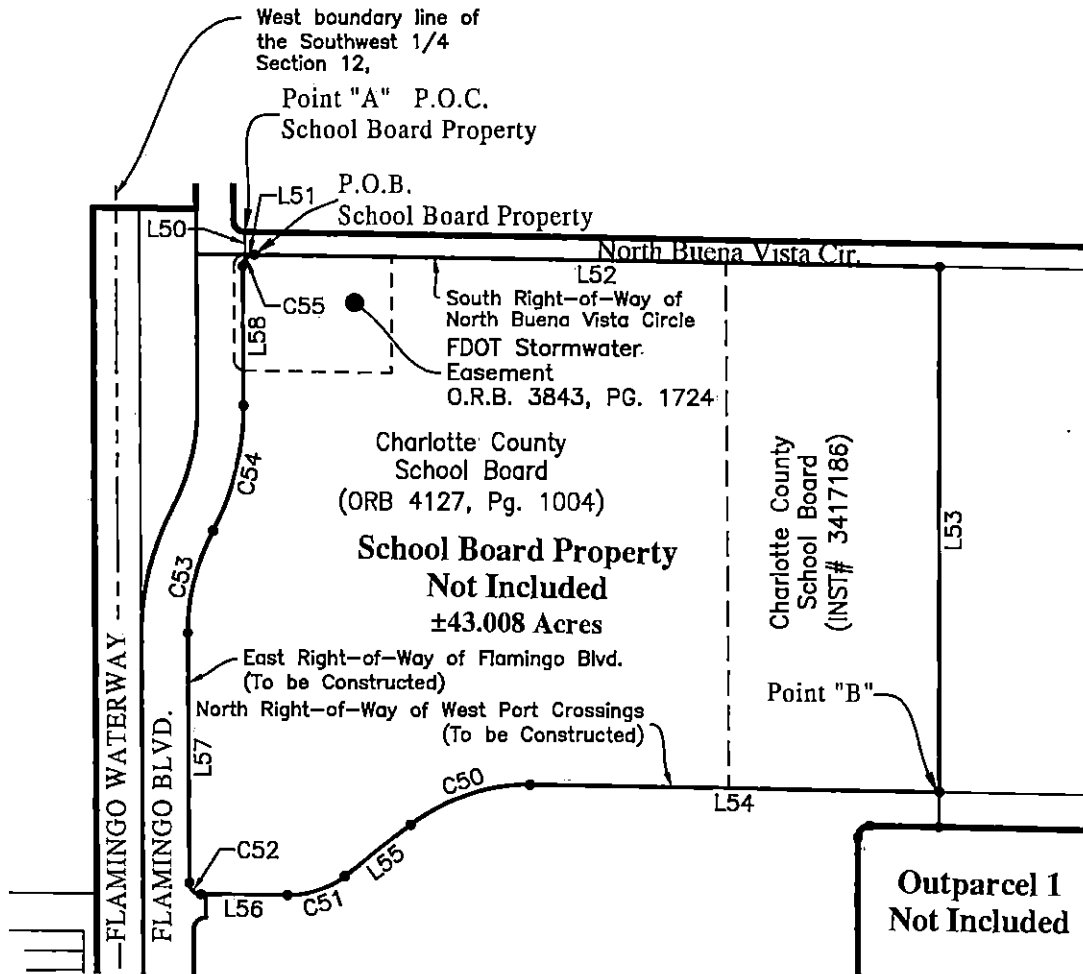 West boundary line of
the Southwest 1/4
Section 12,
Point "A" P.O.C.
School Board Property
L51
P.O.B.
School Board Property
L50
North Buena Vista Cir.
L52
C55
South Right-of-Way of
North Buena Vista Circle
L58
FDOT Stormwater
Easement
O.R.B. 3843, PG. 1724
Charlotte County
School Board
(ORB 4127, Pg. 1004)
C54
Charlotte County
School Board
(INST# 3417186)
L53
School Board Property
Not Included
±43.008 Acres
C53
East Right-of-Way of Flamingo Blvd.
(To be Constructed)
North Right-of-Way of West Port Crossings
(To be Constructed)
Point "B"
FLAMINGO WATERWAY
FLAMINGO BLVD.
L57
C50
L54
L55
C52
L56
C51
Outparcel 1
Not Included